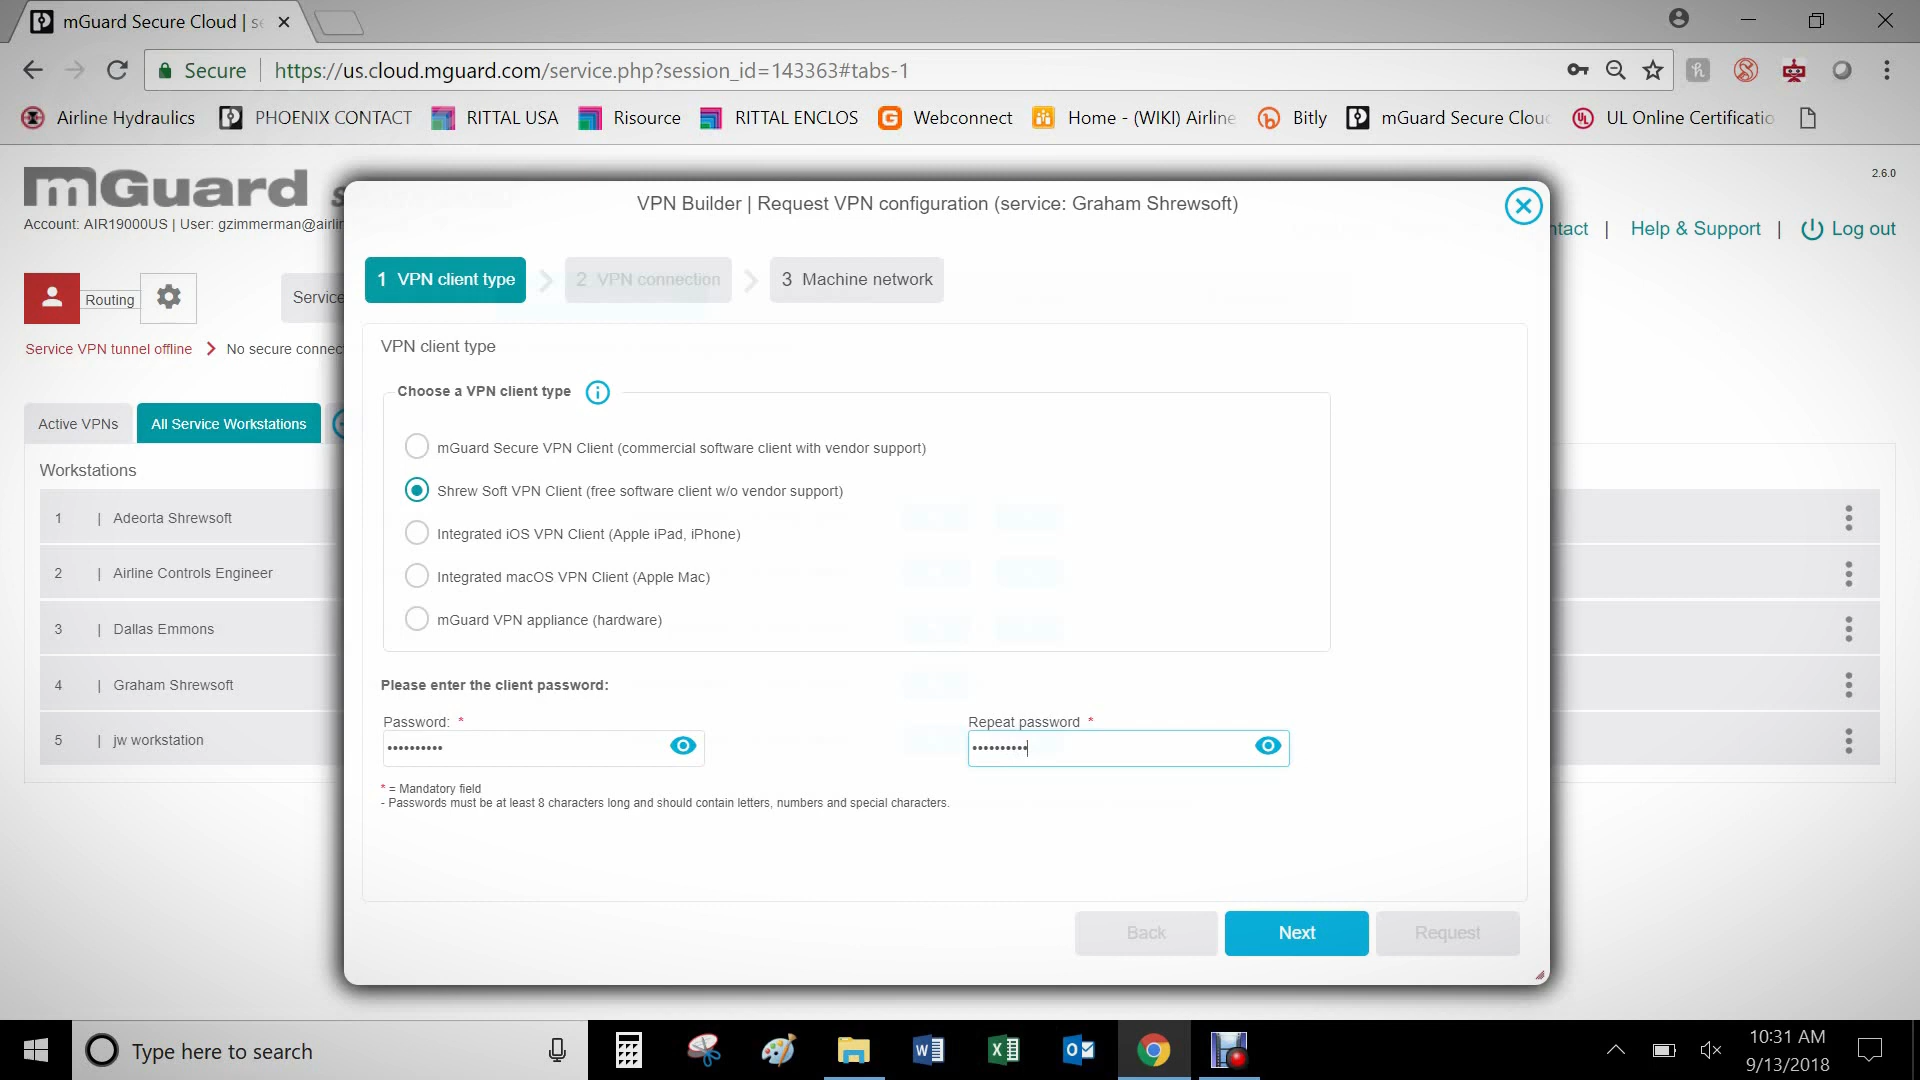 mGuard Secure Cloud | se
Secure
https://us.cloud.mguard.com/service.php?session_id=143363#tabs-1
Airline Hydraulics
PHOENIX CONTACT
RITTAL USA
Risource
RITTAL ENCLOS
Webconnect
Home - (WIKI) Airline
Bitly
mGuard Secure Clou
UL Online Certificatio
mGuard s
2.6.0
Account: AIR19000US | User: gzimmerman@airlin
ntact | Help & Support | Log out
VPN Builder | Request VPN configuration (service: Graham Shrewsoft)
1 VPN client type
2 VPN connection
3 Machine network
Routing
Service
Service VPN tunnel offline
No secure connec
Active VPNs
All Service Workstations
Workstations
1 | Adeorta Shrewsoft
2 | Airline Controls Engineer
3 | Dallas Emmons
4 | Graham Shrewsoft
5 | jw workstation
VPN client type
Choose a VPN client type
mGuard Secure VPN Client (commercial software client with vendor support)
Shrew Soft VPN Client (free software client w/o vendor support)
Integrated iOS VPN Client (Apple iPad, iPhone)
Integrated macOS VPN Client (Apple Mac)
mGuard VPN appliance (hardware)
Please enter the client password:
Password: *
Repeat password *
••••••••••
••••••••••
* = Mandatory field
- Passwords must be at least 8 characters long and should contain letters, numbers and special characters.
Back
Next
Request
Type here to search
10:31 AM
9/13/2018